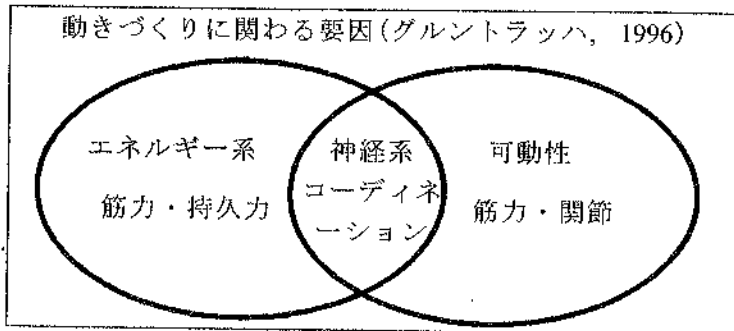 動きづくりに関わる要因(グルントラッハ, 1996)
エネルギー系
筋力・持久力
神経系
コーディネ
ーション
可動性
筋力・関節